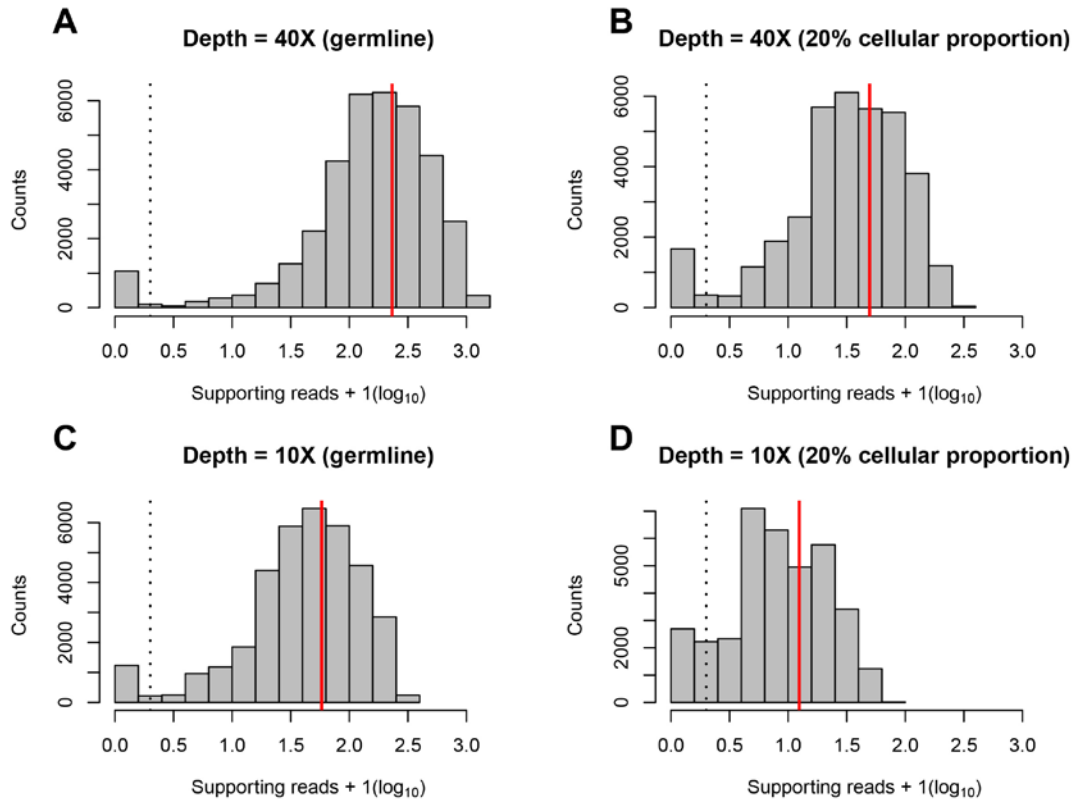 A
Depth = 40X (germline)
Counts
6000
4000
2000
0
0.0 0.5 1.0 1.5 2.0 2.5 3.0
Supporting reads + 1(log₁₀)
B
Depth = 40X (20% cellular proportion)
Counts
6000
4000
2000
0
0.0 0.5 1.0 1.5 2.0 2.5 3.0
Supporting reads + 1(log₁₀)
C
Depth = 10X (germline)
Counts
6000
4000
2000
0
0.0 0.5 1.0 1.5 2.0 2.5 3.0
Supporting reads + 1(log₁₀)
D
Depth = 10X (20% cellular proportion)
Counts
5000
2000
0
0.0 0.5 1.0 1.5 2.0 2.5 3.0
Supporting reads + 1(log₁₀)